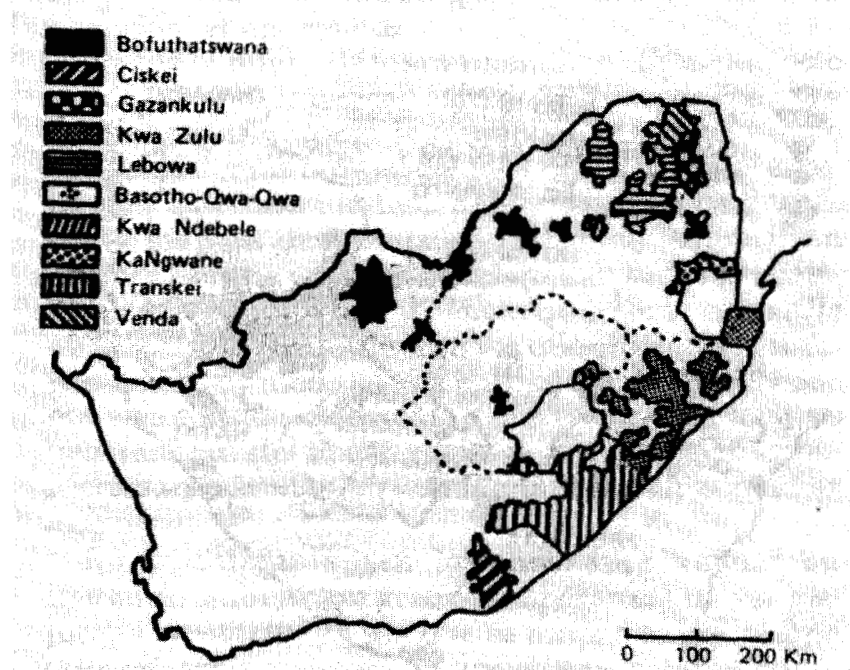 Bofuthatswana
Ciskei
Gazankulu
Kwa Zulu
Lebowa
Basotho-Qwa-Qwa
Kwa Ndebele
KaNgwane
Transkei
Venda
0 100 200 Km